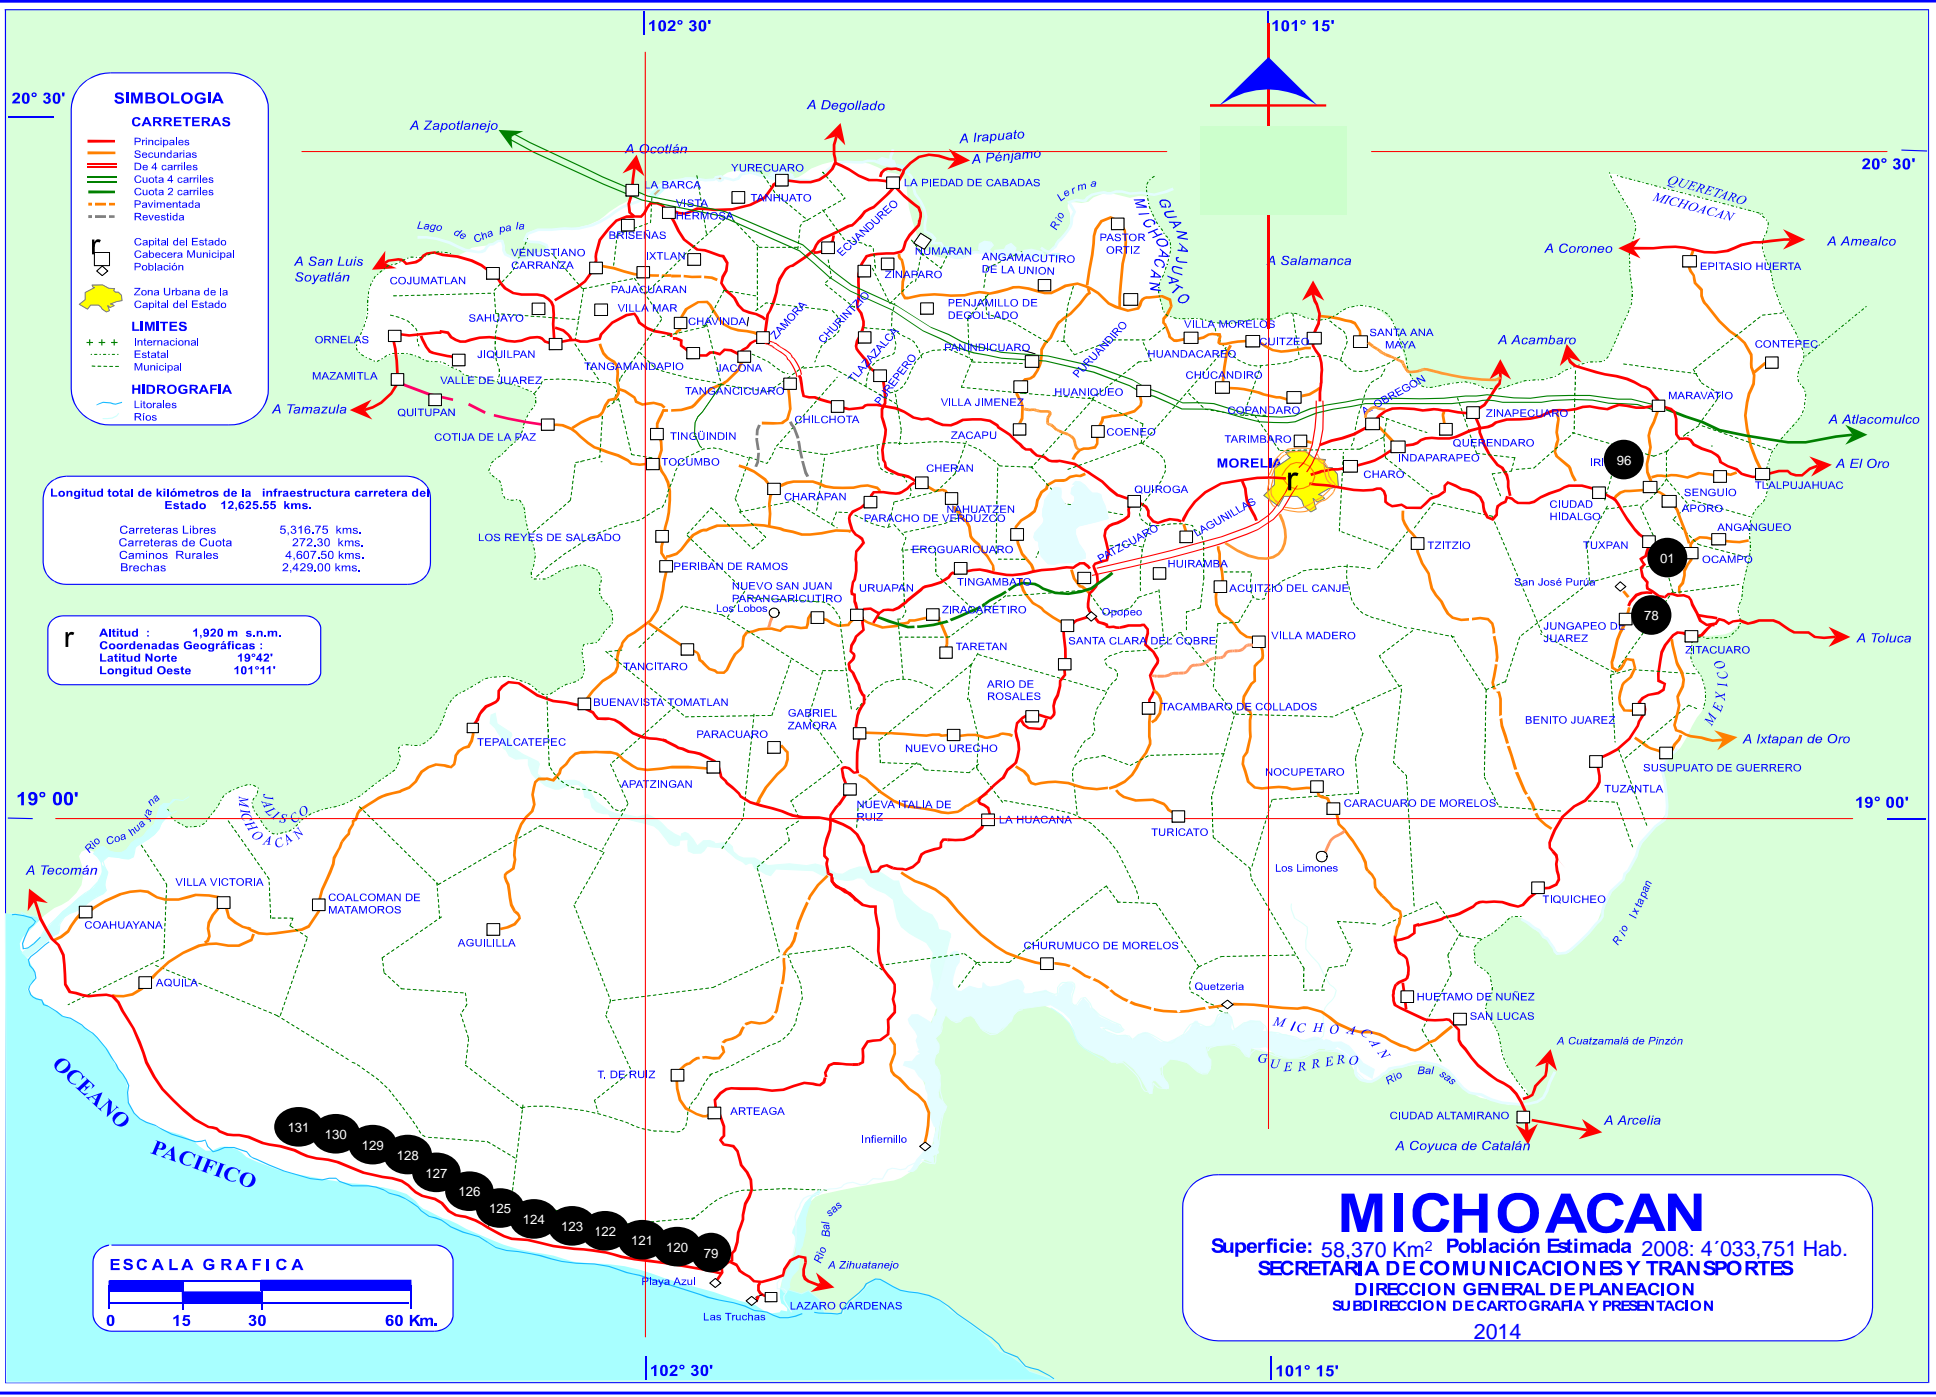 102° 30'
101° 15'
20° 30'
20° 30'
SIMBOLOGIA
CARRETERAS
Principales
Secundarias
De 4 carriles
Cuota 4 carriles
Cuota 2 carriles
Pavimentada
Revestida
r
Capital del Estado
Cabecera Municipal
Población
Zona Urbana de la
Capital del Estado
LIMITES
Internacional
Estatal
Municipal
HIDROGRAFIA
Litorales
Ríos
Longitud total de kilómetros de la infraestructura carretera del
Estado 12,625.55 kms.
Carreteras Libres 5,316.75 kms.
Carreteras de Cuota 272.30 kms.
Caminos Rurales 4,607.50 kms.
Brechas 2,429.00 kms.
r
Altitud : 1,920 m s.n.m.
Coordenadas Geográficas :
Latitud Norte 19°42'
Longitud Oeste 101°11'
A Zapotlanejo
A Ocotlán
A Degollado
A Irapuato
A Pénjamo
A Salamanca
A Coroneo
A Amealco
A San Luis
Soyatlán
A Tamazula
A Acambaro
A Atlacomulco
A El Oro
A Toluca
A Ixtapan de Oro
A Tecomán
A Zihuatanejo
A Cuatzamalá de Pinzón
A Arcelia
A Coyuca de Catalán
QUERETARO
MICHOACAN
GUANAJUATO
MICHOACAN
JALISCO
MICHOACAN
MICHOACAN
GUERRERO
MEXICO
Lago de Chapala
Rio Lerma
Rio Coahuayana
Rio Ixtapan
Rio Balsas
Rio Balsas
LA BARCA
YURECUARO
TANHUATO
VISTA
HERMOSA
BRISEÑAS
LA PIEDAD DE CABADAS
ECUANDUREO
NUMARAN
ZINAPARO
VENUSTIANO
CARRANZA
IXTLAN
PAJACUARAN
COJUMATLAN
SAHUAYO
VILLA MAR
CHAVINDA
ZAMORA
CHURINTZIO
ANGAMACUTIRO
DE LA UNION
PASTOR
ORTIZ
PENJAMILLO DE
DEGOLLADO
ORNELAS
JIQUILPAN
MAZAMITLA
VALLE DE JUAREZ
QUITUPAN
COTIJA DE LA PAZ
TANGAMANDAPIO
JACONA
TANGANCICUARO
TLAZAZALCA
PUREPERO
CHILCHOTA
PANINDICUARO
VILLA JIMENEZ
PURUANDIRO
HUANIQUEO
ZACAPU
COENEO
VILLA MORELOS
HUANDACAREO
CUITZEO
SANTA ANA
MAYA
CHUCANDIRO
COPANDARO
TARIMBARO
A. OBREGON
ZINAPECUARO
QUERENDARO
INDAPARAPEO
CHARO
MORELIA
r
EPITASIO HUERTA
CONTEPEC
MARAVATIO
96
TLALPUJAHUAC
SENGUIO
APORO
CIUDAD
HIDALGO
ANGANGUEO
TUXPAN
OCAMPO
01
San José Purúa
78
JUNGAPEO DE
JUAREZ
ZITACUARO
TINGÜINDIN
TOCUMBO
LOS REYES DE SALGADO
PERIBAN DE RAMOS
CHARAPAN
CHERAN
NAHUATZEN
PARACHO DE VERDUZCO
EROGUARICUARO
QUIROGA
LAGUNILLAS
PATZCUARO
HUIRAMBA
TZITZIO
ACUITZIO DEL CANJE
VILLA MADERO
NUEVO SAN JUAN
PARANGARICUTIRO
Los Lobos
URUAPAN
TINGAMBATO
ZIRACARETIRO
TARETAN
Opopeo
SANTA CLARA DEL COBRE
TANCITARO
BUENAVISTA TOMATLAN
TEPALCATEPEC
PARACUARO
GABRIEL
ZAMORA
NUEVO URECHO
ARIO DE
ROSALES
TACAMBARO DE COLLADOS
APATZINGAN
NUEVA ITALIA DE
RUIZ
LA HUACANA
TURICATO
NOCUPETARO
CARACUARO DE MORELOS
Los Limones
BENITO JUAREZ
SUSUPUATO DE GUERRERO
TUZANTLA
TIQUICHEO
19° 00'
19° 00'
VILLA VICTORIA
COAHUAYANA
COALCOMAN DE
MATAMOROS
AGUILILLA
AQUILA
CHURUMUCO DE MORELOS
Quetzeria
HUETAMO DE NUÑEZ
SAN LUCAS
CIUDAD ALTAMIRANO
T. DE RUIZ
ARTEAGA
Infiernillo
OCEANO PACIFICO
131
130
129
128
127
126
125
124
123
122
121
120
79
Playa Azul
Las Truchas
LAZARO CARDENAS
ESCALA GRAFICA
0 15 30 60 Km.
MICHOACAN
Superficie: 58,370 Km² Población Estimada 2008: 4´033,751 Hab.
SECRETARIA DE COMUNICACIONES Y TRANSPORTES
DIRECCION GENERAL DE PLANEACION
SUBDIRECCION DE CARTOGRAFIA Y PRESENTACION
2014
102° 30'
101° 15'